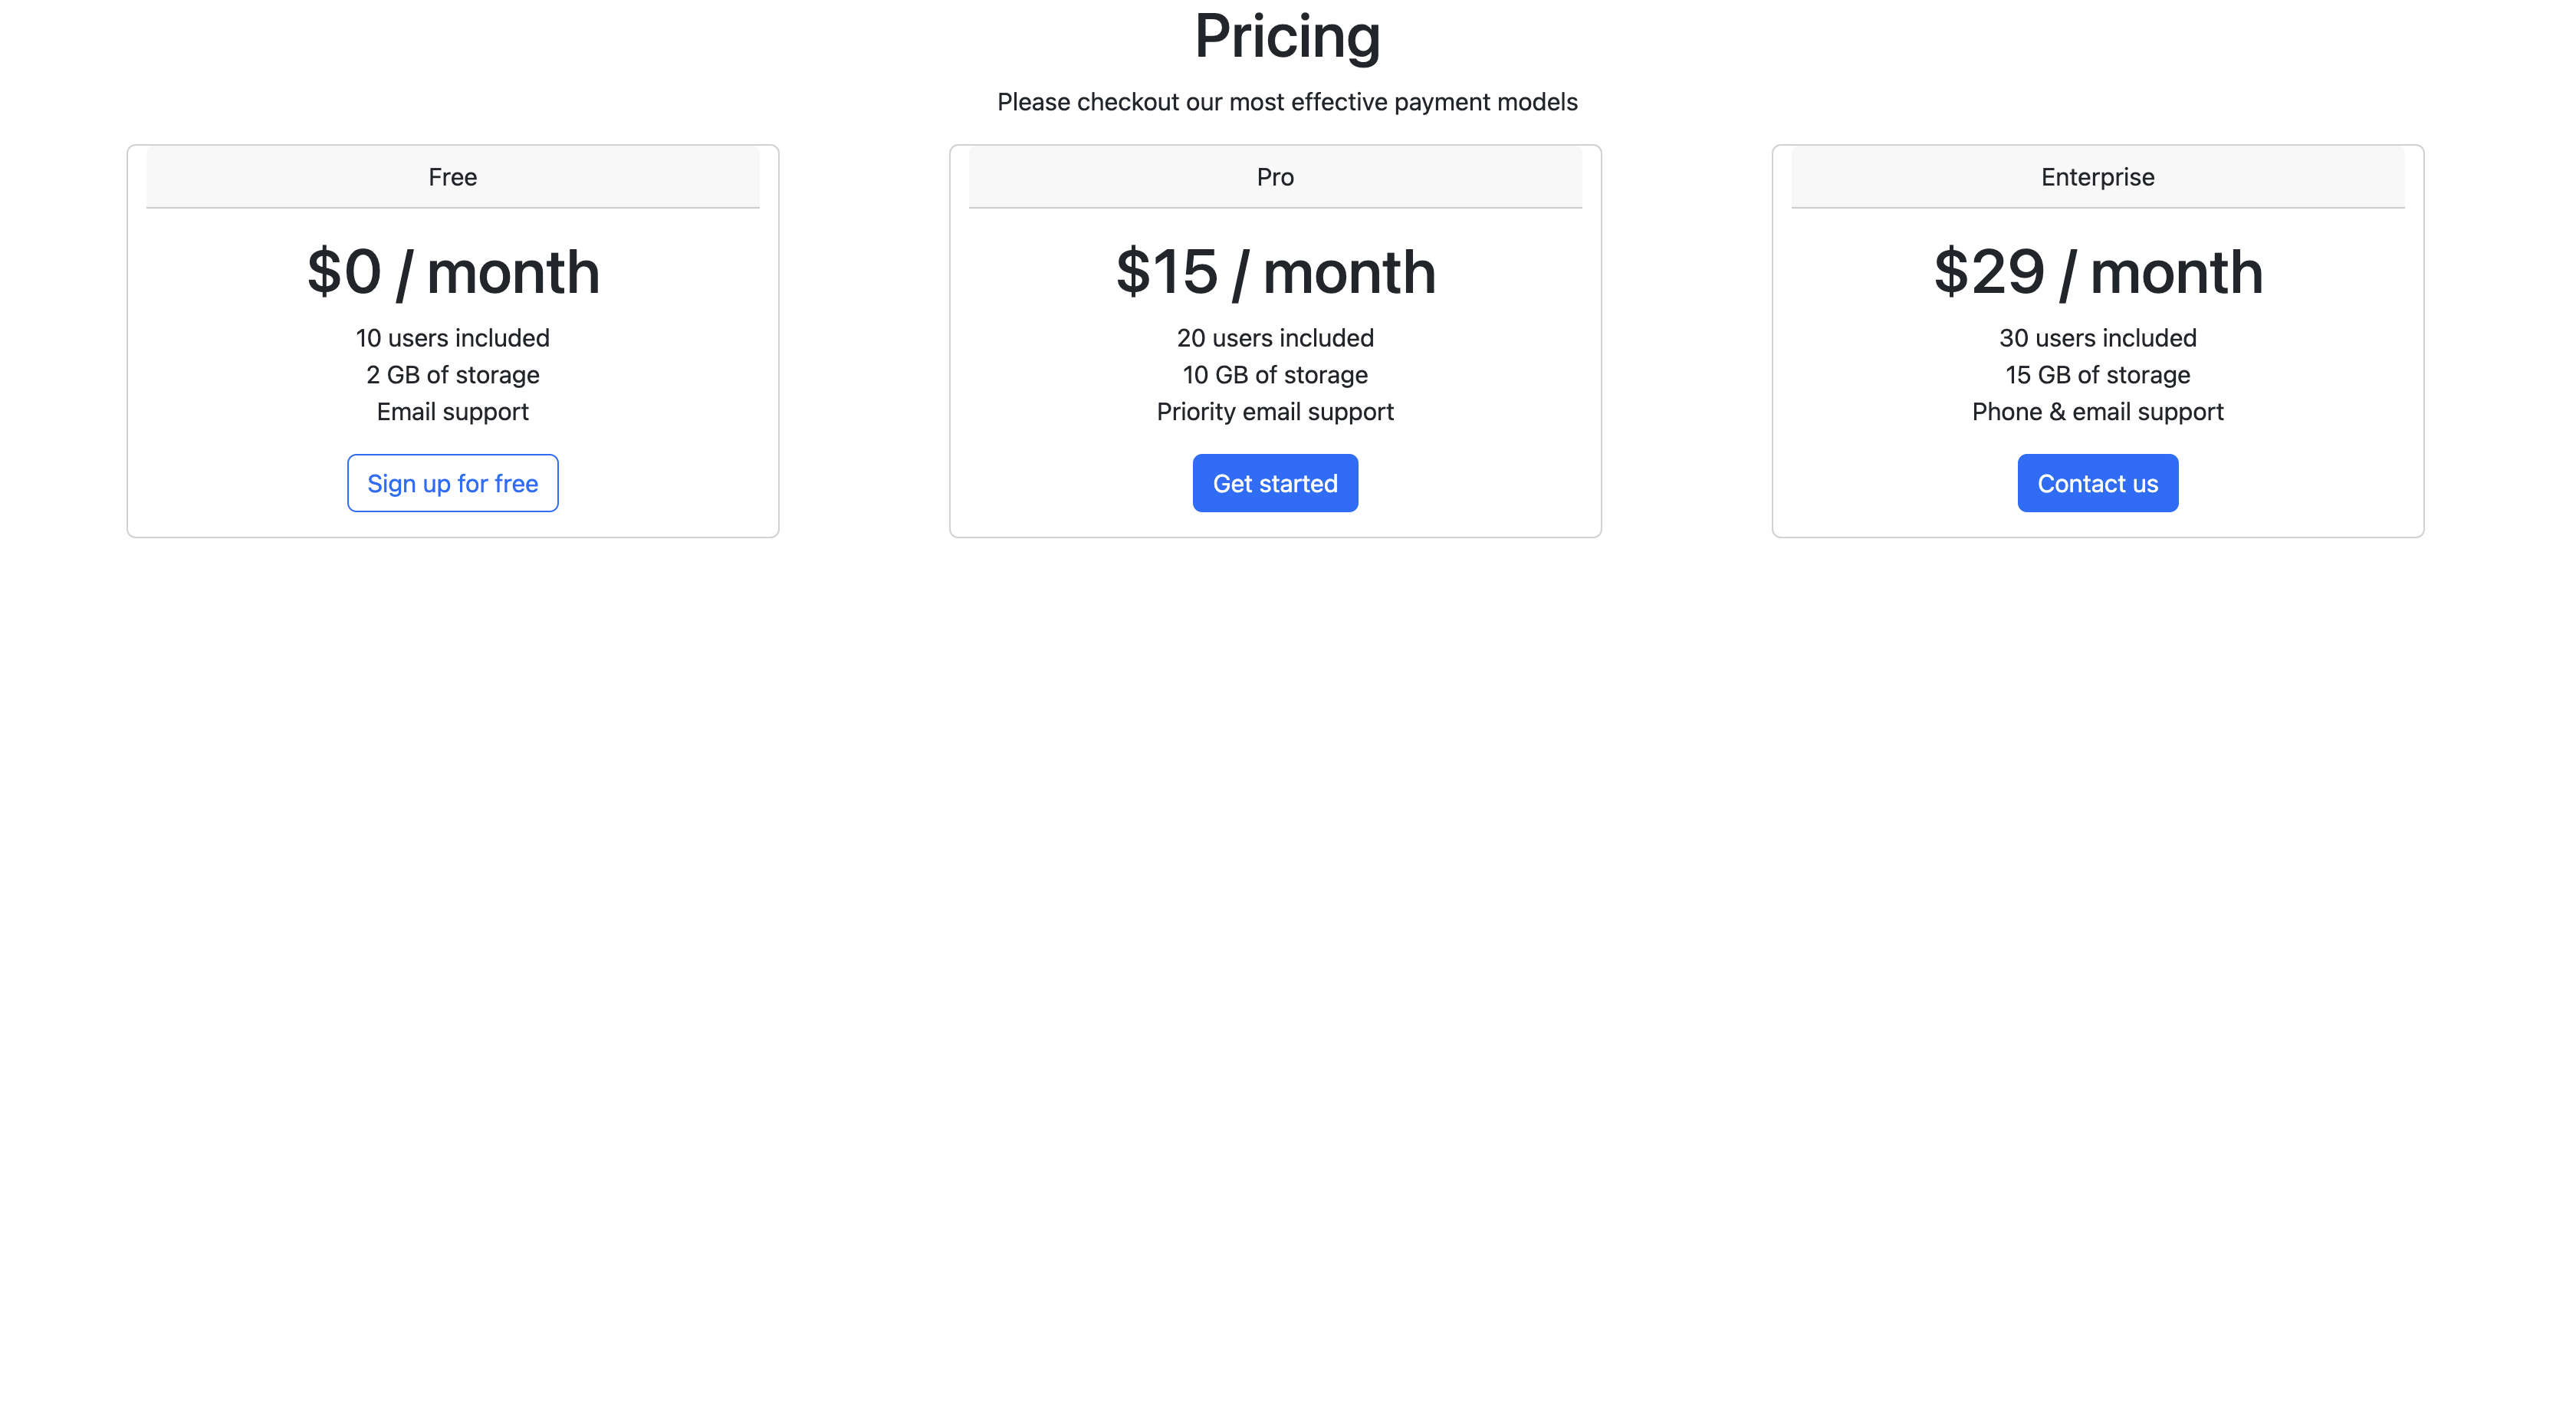 Pricing
Please checkout our most effective payment models
Free
$0 / month
10 users included
2 GB of storage
Email support
Sign up for free
Pro
$15 / month
20 users included
10 GB of storage
Priority email support
Get started
Enterprise
$29 / month
30 users included
15 GB of storage
Phone & email support
Contact us